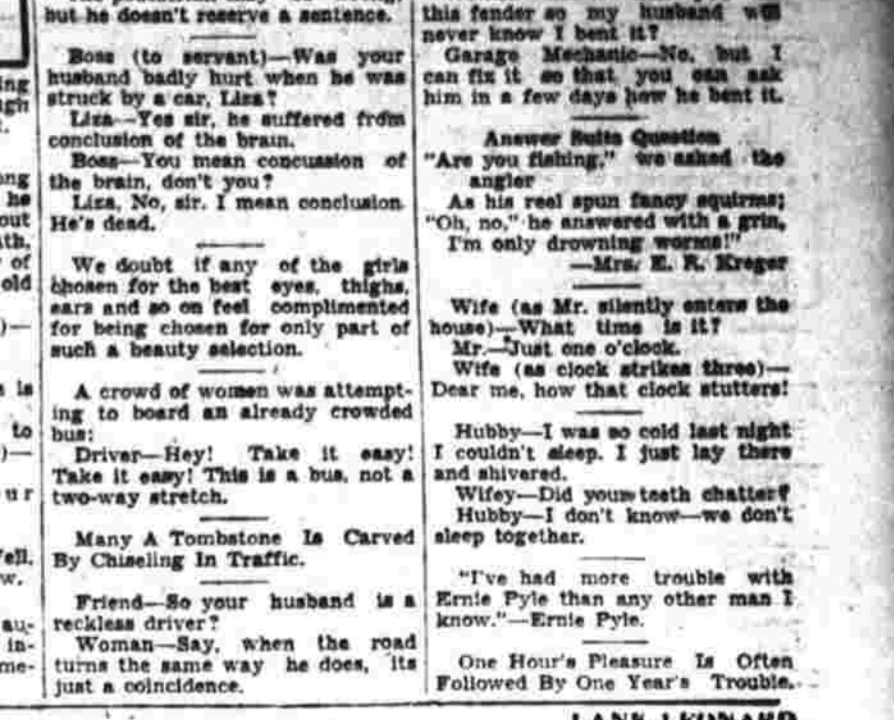 but he doesn't reserve a sentence.
Boss (to servant)—Was your
husband badly hurt when he was
struck by a car, Liza?
Liza—Yes sir, he suffered from
conclusion of the brain.
Boss—You mean concussion of
the brain, don't you?
Liza, No, sir. I mean conclusion
He's dead.
We doubt if any of the girls
chosen for the best eyes, thighs,
ears and so on feel complimented
for being chosen for only part of
such a beauty selection.
A crowd of women was attempt-
ing to board an already crowded
bus:
Driver—Hey! Take it easy!
Take it easy! This is a bus, not a
two-way stretch.
Many A Tombstone Is Carved
By Chiseling In Traffic.
Friend—So your husband is a
reckless driver?
Woman—Say, when the road
turns the same way he does, its
just a coincidence.
this fender so my husband will
never know I bent it?
Garage Mechanic—No, but I
can fix it so that you can ask
him in a few days how he bent it.
Answer Suits Question
"Are you fishing," we asked the
angler
As his reel spun fancy squirms;
"Oh, no," he answered with a grin,
I'm only drowning worms!"
—Mrs. E. R. Kreger
Wife (as Mr. silently enters the
house)—What time is it?
Mr.—Just one o'clock.
Wife (as clock strikes three)—
Dear me, how that clock stutters!
Hubby—I was so cold last night
I couldn't sleep. I just lay there
and shivered.
Wifey—Did your teeth chatter?
Hubby—I don't know—we don't
sleep together.
"I've had more trouble with
Ernie Pyle than any other man I
know."—Ernie Pyle.
One Hour's Pleasure Is Often
Followed By One Year's Trouble.